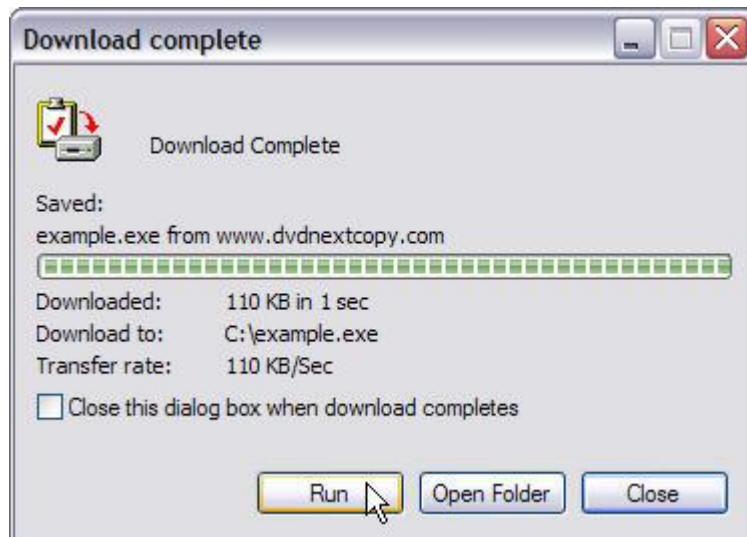 Download complete
Download Complete
Saved:
example.exe from www.dvdnextcopy.com
Downloaded: 110 KB in 1 sec
Download to: C:\example.exe
Transfer rate: 110 KB/Sec
Close this dialog box when download completes
Run Open Folder Close